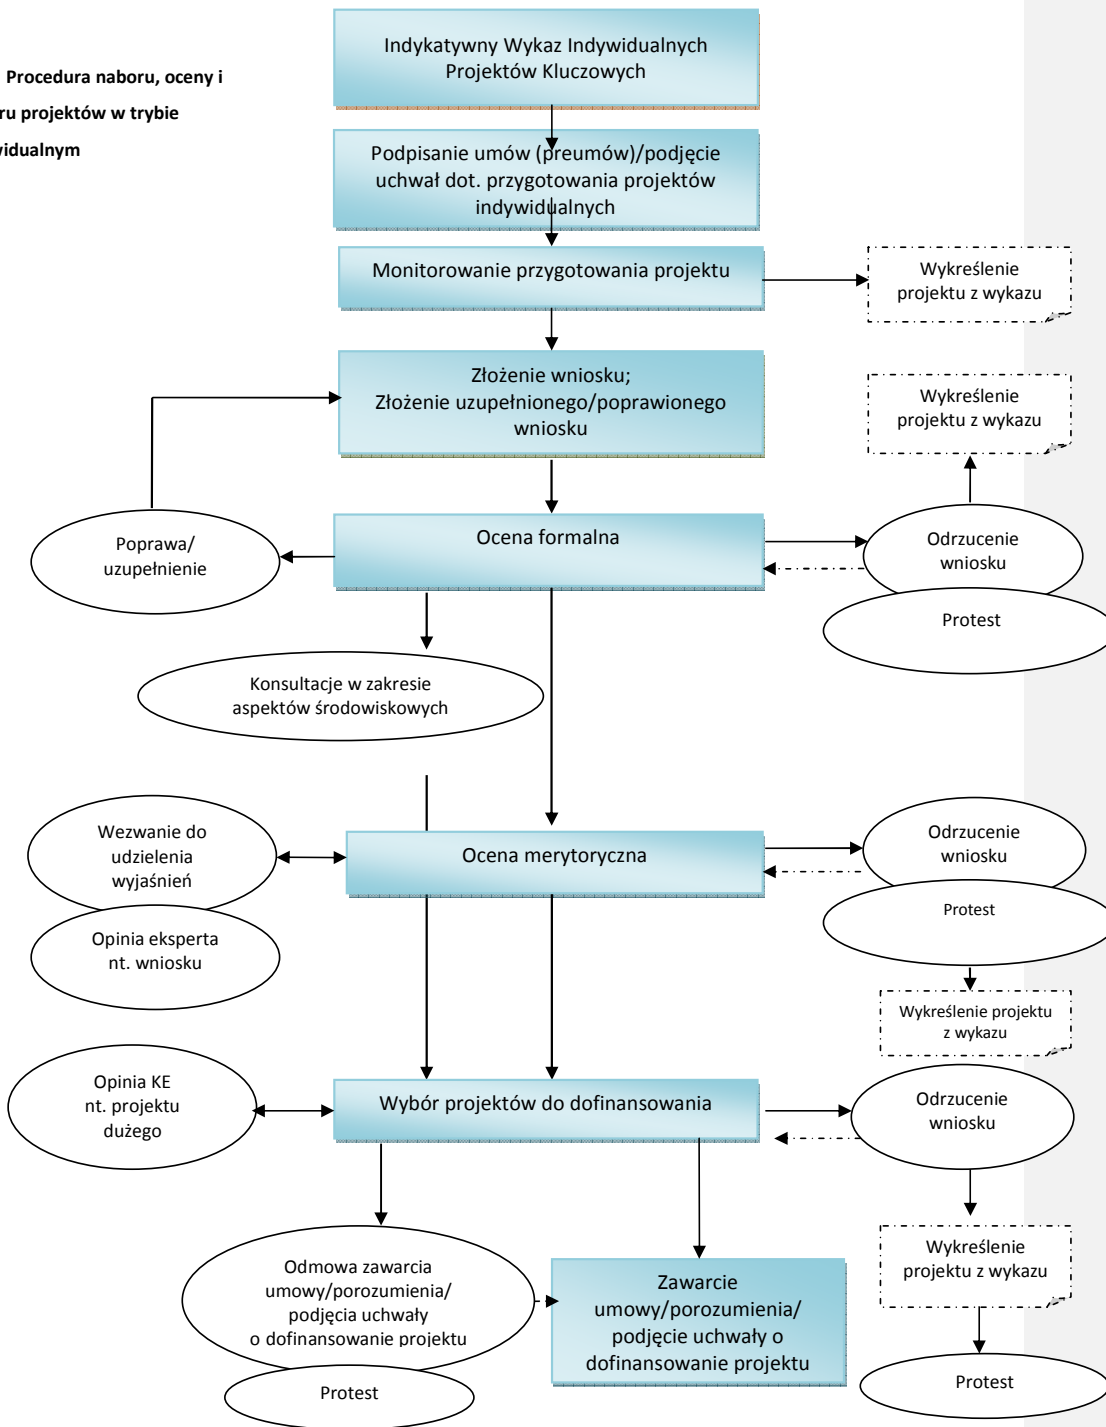 Procedura naboru, oceny i
ru projektów w trybie
widualnym
Indykatywny Wykaz Indywidualnych
Projektów Kluczowych
Podpisanie umów (preumów)/podjęcie
uchwał dot. przygotowania projektów
indywidualnych
Monitorowanie przygotowania projektu
Wykreślenie
projektu z wykazu
Złożenie wniosku;
Złożenie uzupełnionego/poprawionego
wniosku
Wykreślenie
projektu z wykazu
Poprawa/
uzupełnienie
Ocena formalna
Odrzucenie
wniosku
Protest
Konsultacje w zakresie
aspektów środowiskowych
Wezwanie do
udzielenia
wyjaśnień
Opinia eksperta
nt. wniosku
Ocena merytoryczna
Odrzucenie
wniosku
Protest
Wykreślenie projektu
z wykazu
Opinia KE
nt. projektu
dużego
Wybór projektów do dofinansowania
Odrzucenie
wniosku
Odmowa zawarcia
umowy/porozumienia/
podjęcia uchwały
o dofinansowanie projektu
Protest
Zawarcie
umowy/porozumienia/
podjęcie uchwały o
dofinansowanie projektu
Wykreślenie
projektu z wykazu
Protest